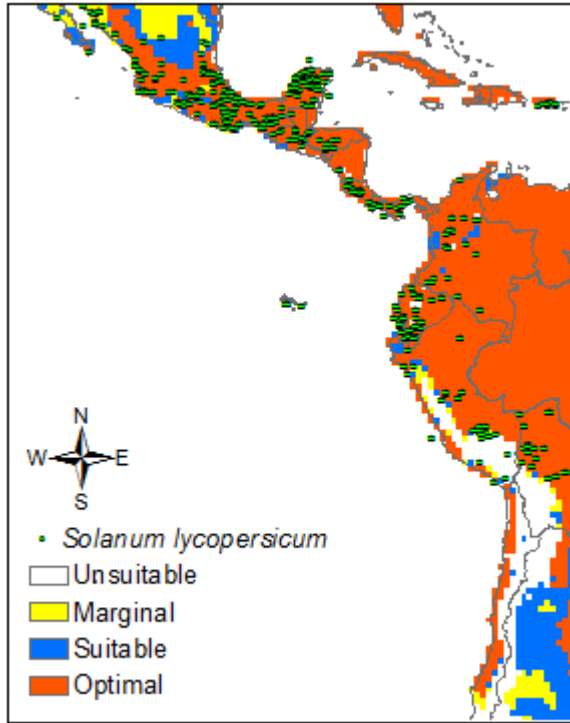 N
W E
S
Solanum lycopersicum
Unsuitable
Marginal
Suitable
Optimal